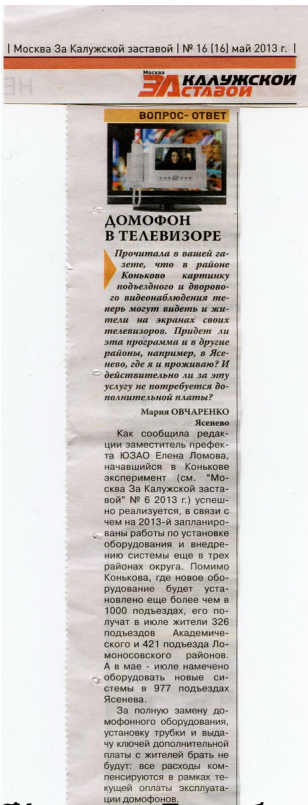 | Москва За Калужской заставой | № 16 (16) май 2013 г. |
Москва
ЗА КАЛУЖСКОЙ
ЗАСТАВОЙ
ВОПРОС- ОТВЕТ
ДОМОФОН
В ТЕЛЕВИЗОРЕ
Прочитала в вашей га-
зете, что в районе
Коньково картинку
подъездного и дворово-
го видеонаблюдения те-
перь могут видеть и жи-
тели на экранах своих
телевизоров. Придет ли
эта программа и в другие
районы, например, в Ясе-
нево, где я и проживаю? И
действительно ли за эту
услугу не потребуется до-
полнительной платы?
Мария ОВЧАРЕНКО
Ясенево
Как сообщила редак-
ции заместитель префек-
та ЮЗАО Елена Ломова,
начавшийся в Конькове
эксперимент (см. "Мо-
сква За Калужской заста-
вой" № 6 2013 г.) успеш-
но реализуется, в связи с
чем на 2013-й запланиро-
ваны работы по установке
оборудования и внедре-
нию системы еще в трех
районах округа. Помимо
Конькова, где новое обо-
рудование будет уста-
новлено еще более чем в
1000 подъездах, его по-
лучат в июле жители 326
подъездов Академиче-
ского и 421 подъезда Ло-
моносовского районов.
А в мае - июле намечено
оборудовать новые си-
стемы в 977 подъездах
Ясенева.
За полную замену до-
мофонного оборудования,
установку трубки и выда-
чу ключей дополнительной
платы с жителей брать не
будут: все расходы ком-
пенсируются в рамках те-
кущей оплаты эксплуата-
ции домофонов.